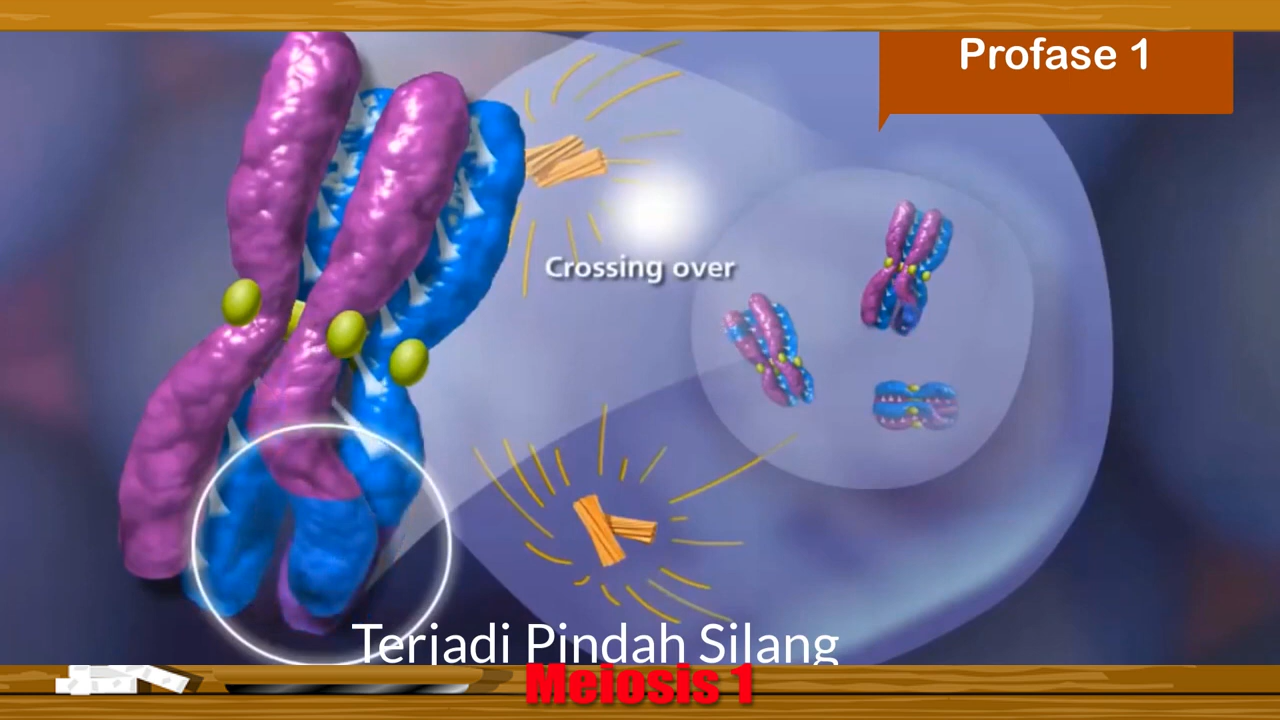 Profase 1
Crossing over
Terjadi Pindah Silang
Meiosis 1